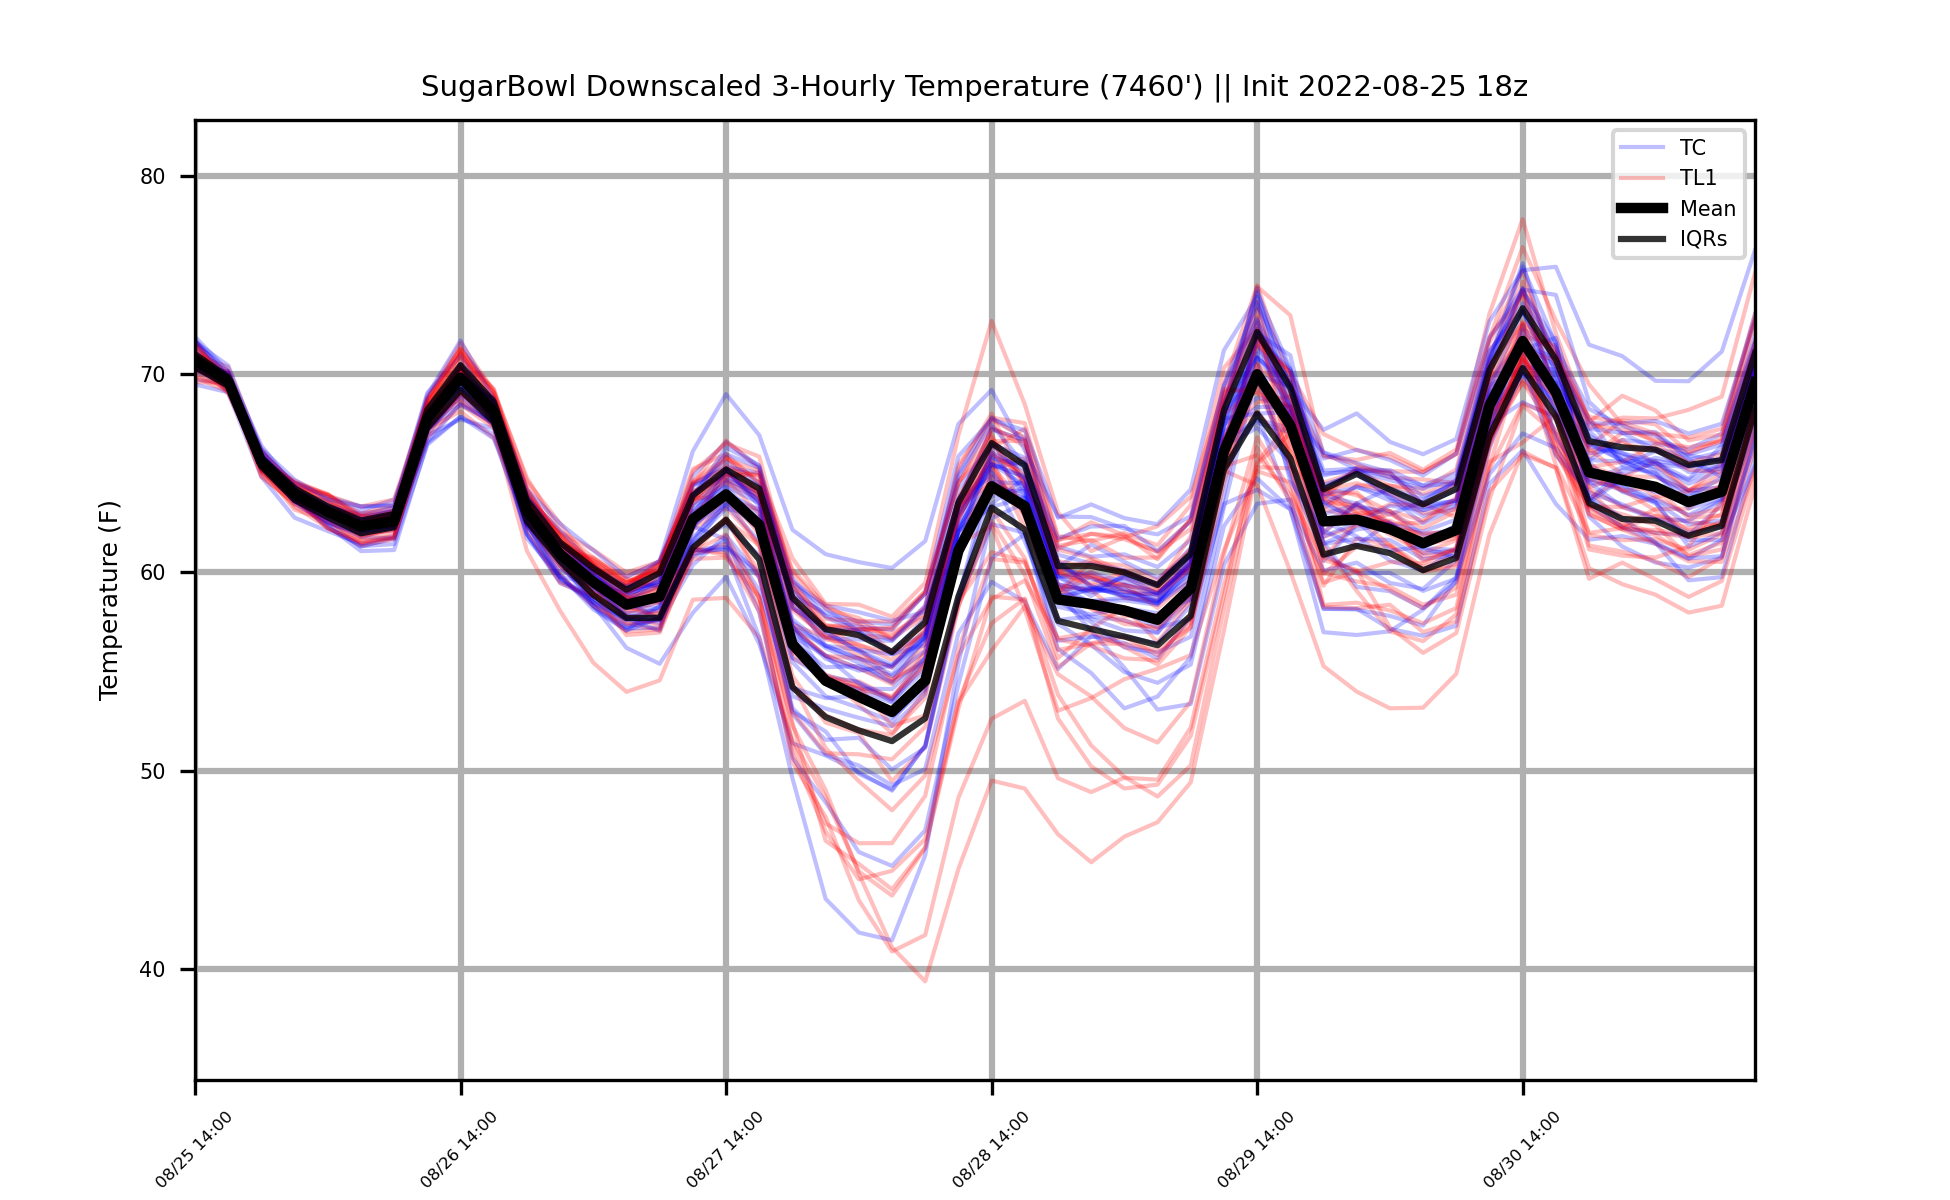 SugarBowl Downscaled 3-Hourly Temperature (7460') || Init 2022-08-25 18z
TC
TL1
Mean
IQRs
Temperature (F)
80
70
60
50
40
08/25 14:00
08/26 14:00
08/27 14:00
08/28 14:00
08/29 14:00
08/30 14:00